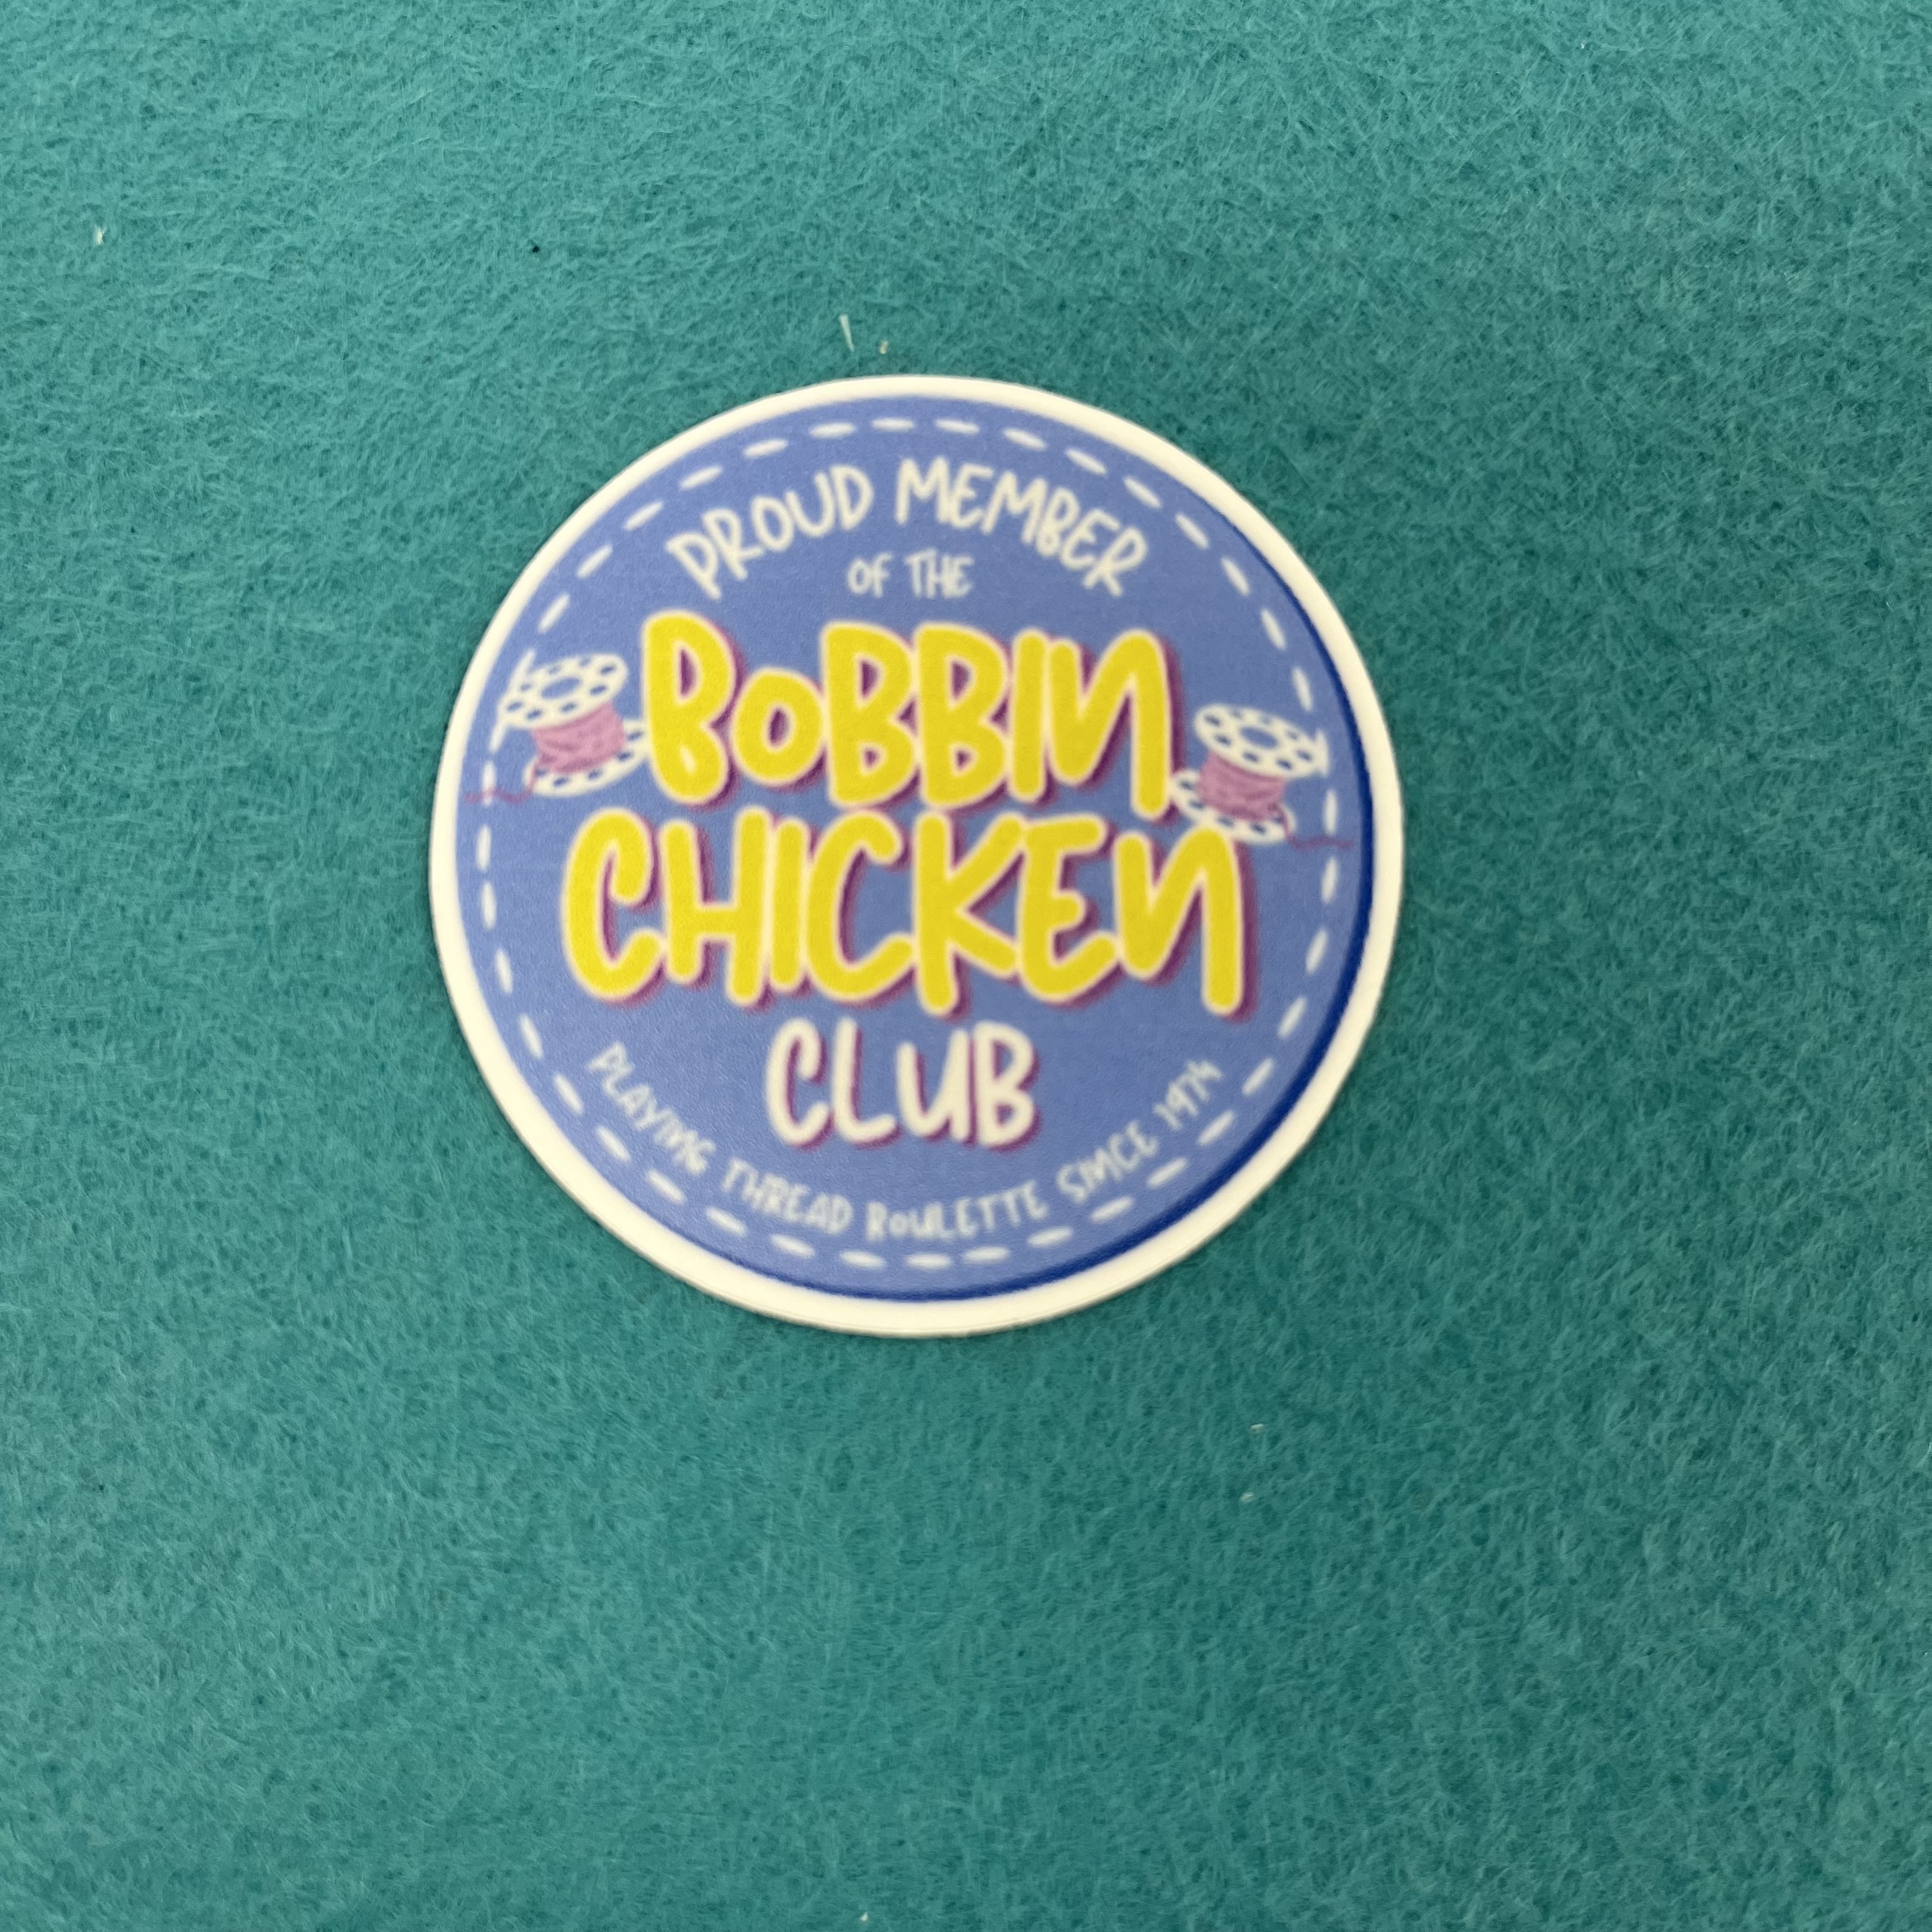 PROUD MEMBER
OF THE
BOBBIN
CHICKEN
CLUB
PLAYING THREAD ROULETTE SINCE 1974